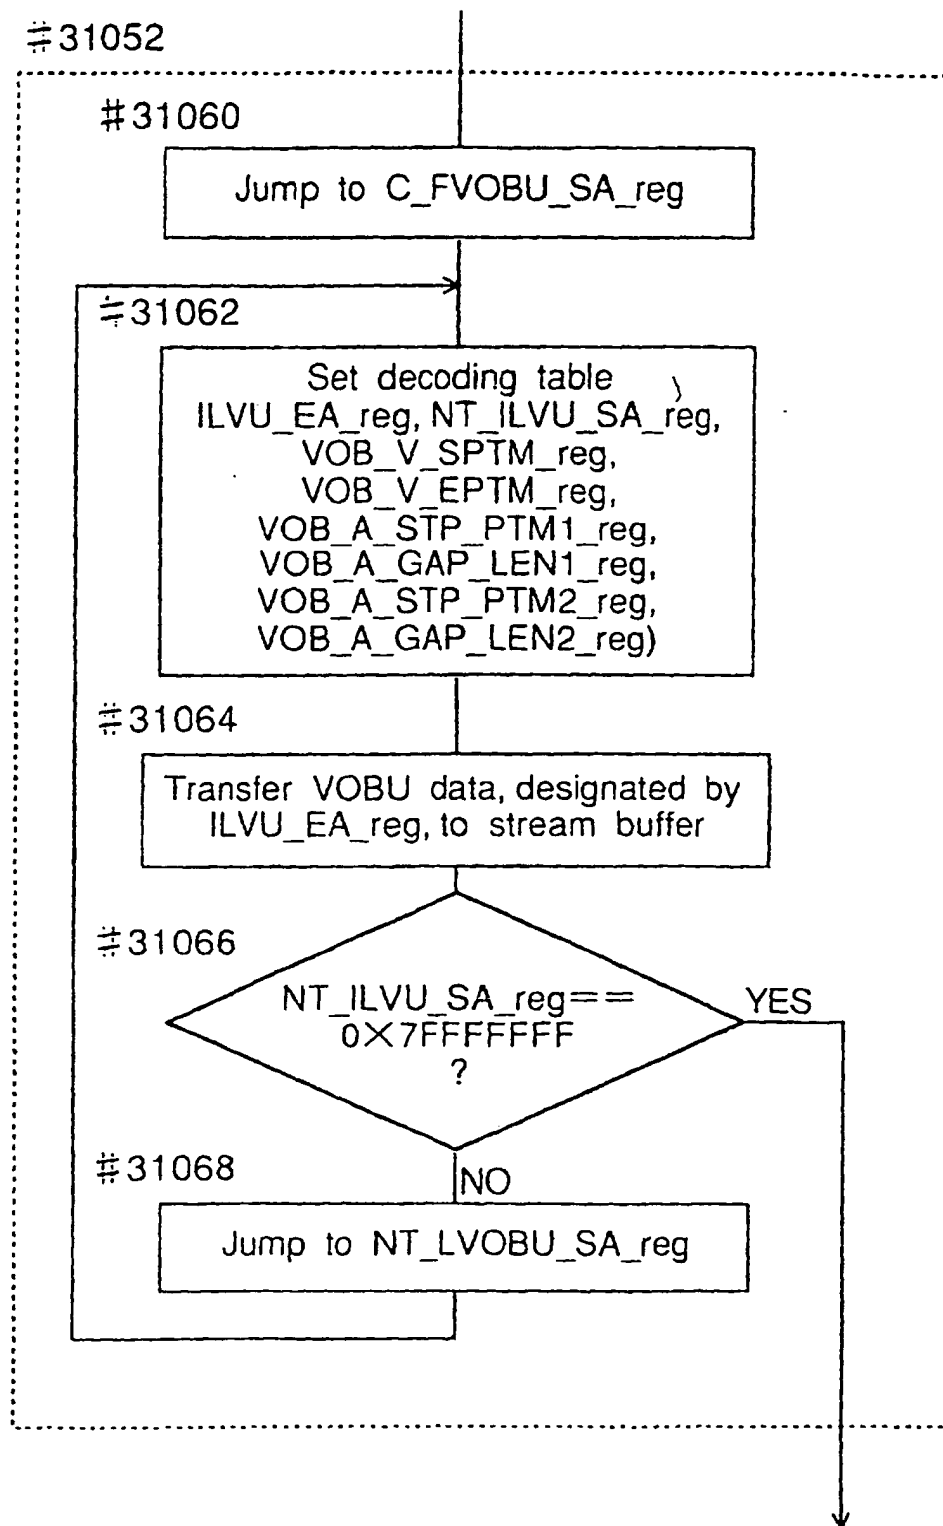 #31052
#31060
Jump to C_FVOBU_SA_reg
#31062
Set decoding table
ILVU_EA_reg, NT_ILVU_SA_reg,
VOB_V_SPTM_reg,
VOB_V_EPTM_reg,
VOB_A_STP_PTM1_reg,
VOB_A_GAP_LEN1_reg,
VOB_A_STP_PTM2_reg,
VOB_A_GAP_LEN2_reg)
#31064
Transfer VOBU data, designated by
ILVU_EA_reg, to stream buffer
#31066
NT_ILVU_SA_reg==
0X7FFFFFFF
?
YES
#31068
NO
Jump to NT_LVOBU_SA_reg